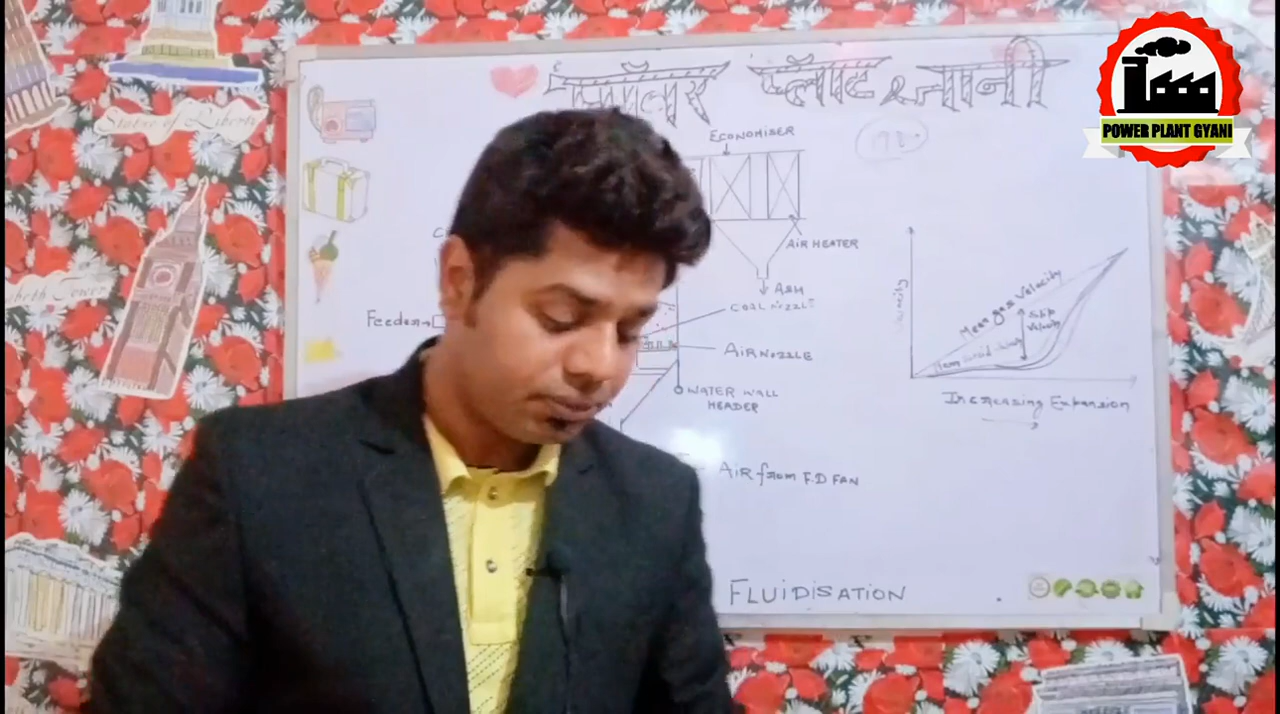 पावर प्लांट ज्ञानी
POWER PLANT GYANI
Statue of Liberty
ECONOMISER
AIR HEATER
ASH
COAL NOZZLE
Feeder
AIR NOZZLE
WATER WALL
HEADER
AIR from F.D FAN
FLUIDISATION
Mean gas Velocity
Slip
Velocity
Increasing Expansion